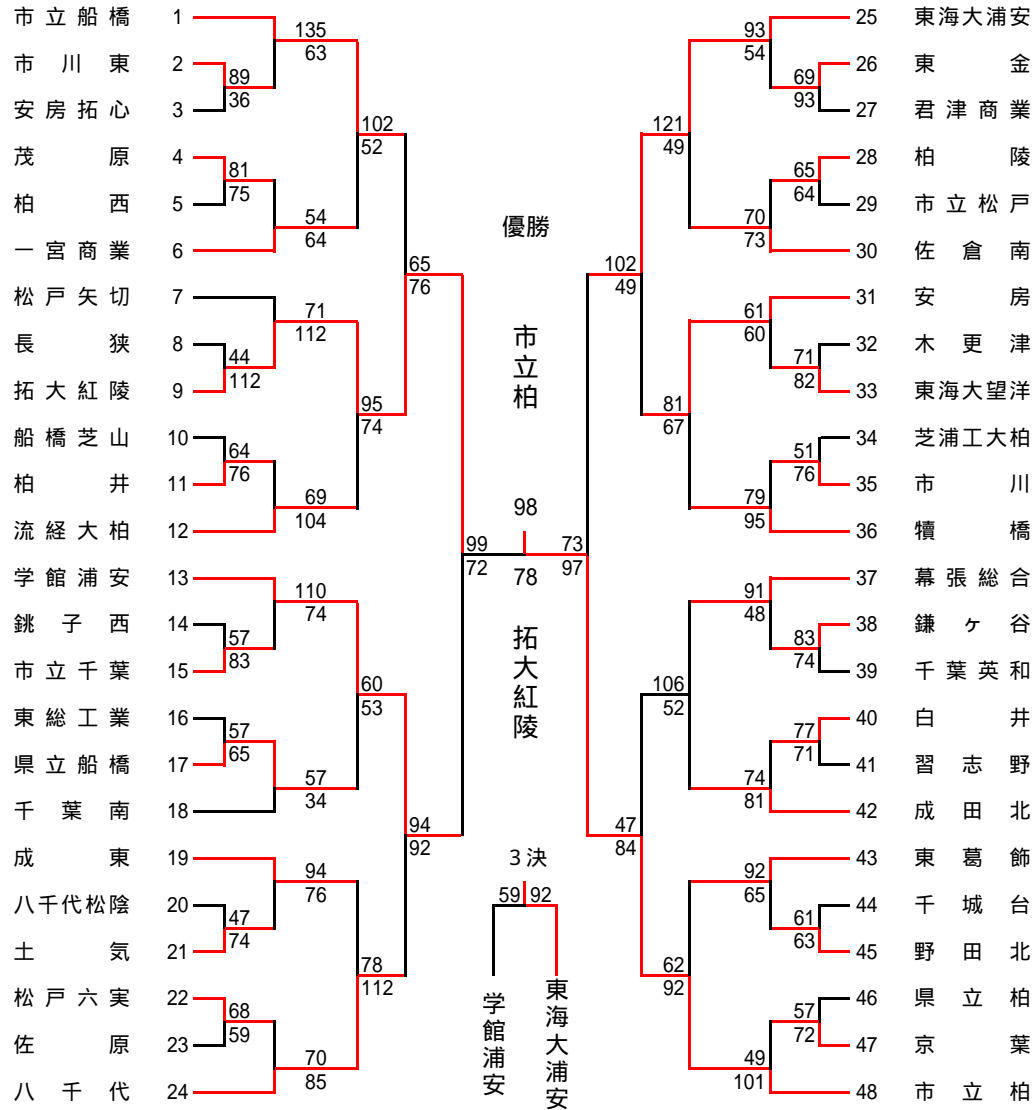 市立船橋 1
市川東 2
安房拓心 3
茂原 4
柏西 5
一宮商業 6
松戸矢切 7
長狭 8
拓大紅陵 9
船橋芝山 10
柏井 11
流経大柏 12
学館浦安 13
銚子西 14
市立千葉 15
東総工業 16
県立船橋 17
千葉南 18
成東 19
八千代松陰 20
土気 21
松戸六実 22
佐原 23
八千代 24
89
36
81
75
44
112
64
76
57
83
57
65
47
74
68
59
135
63
54
64
71
112
69
104
110
74
57
34
94
76
70
85
102
52
95
74
60
53
78
112
65
76
94
92
99
72
優勝
市立柏
98
78
拓大紅陵
3決
59 92
学館浦安
東海大浦安
73
97
102
49
47
84
121
49
81
67
106
52
62
92
93
54
70
73
61
60
79
95
91
48
74
81
92
65
49
101
69
93
65
64
71
82
51
76
83
74
77
71
61
63
57
72
25 東海大浦安
26 東金
27 君津商業
28 柏陵
29 市立松戸
30 佐倉南
31 安房
32 木更津
33 東海大望洋
34 芝浦工大柏
35 市川
36 犢橋
37 幕張総合
38 鎌ヶ谷
39 千葉英和
40 白井
41 習志野
42 成田北
43 東葛飾
44 千城台
45 野田北
46 県立柏
47 京葉
48 市立柏